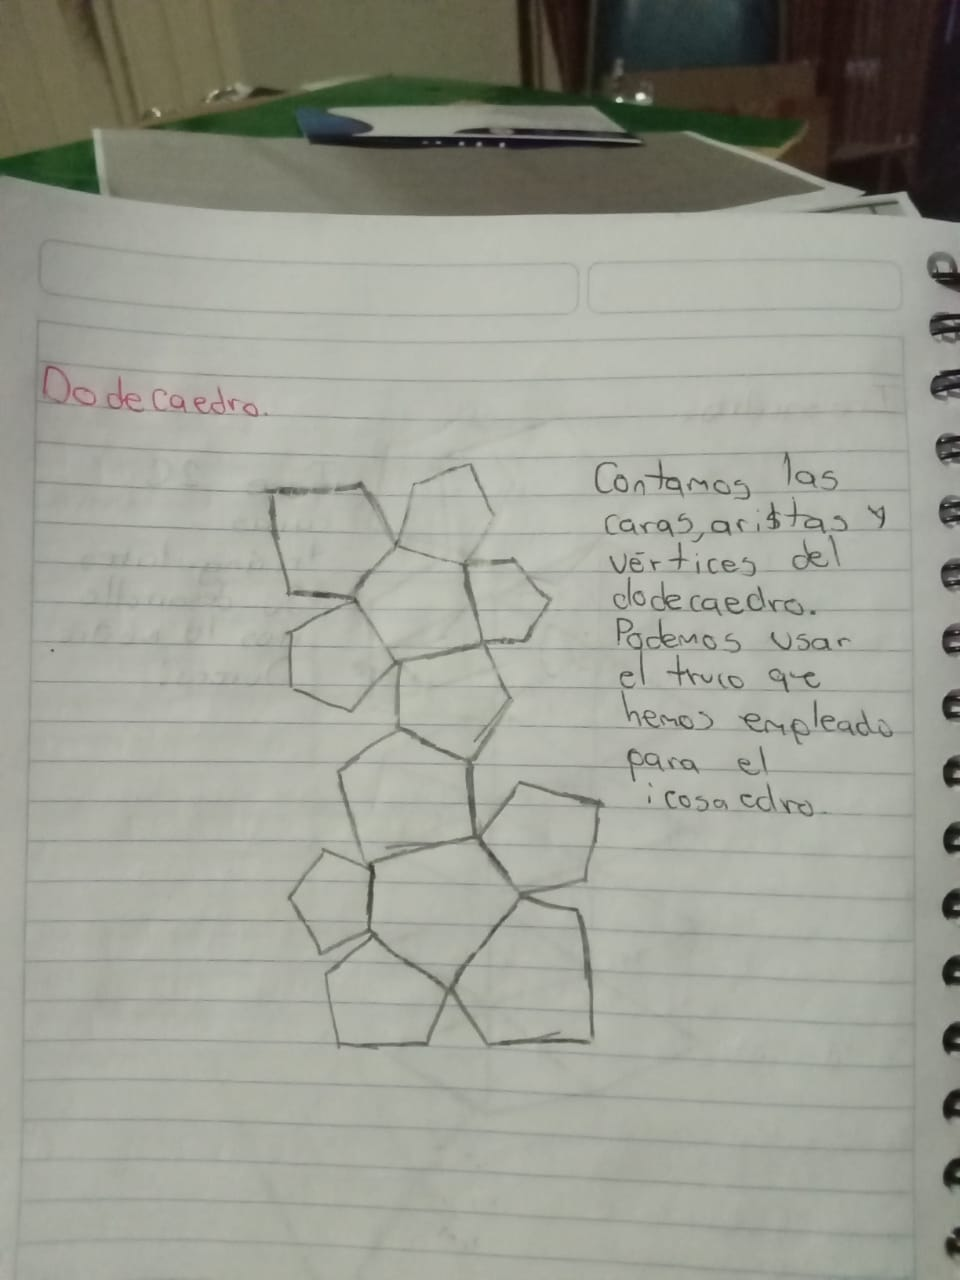 Dodecaedro.
Contamos las
caras, aristas y
vértices del
dodecaedro.
Podemos usar
el truco que
hemos empleado
para el
icosaedro.